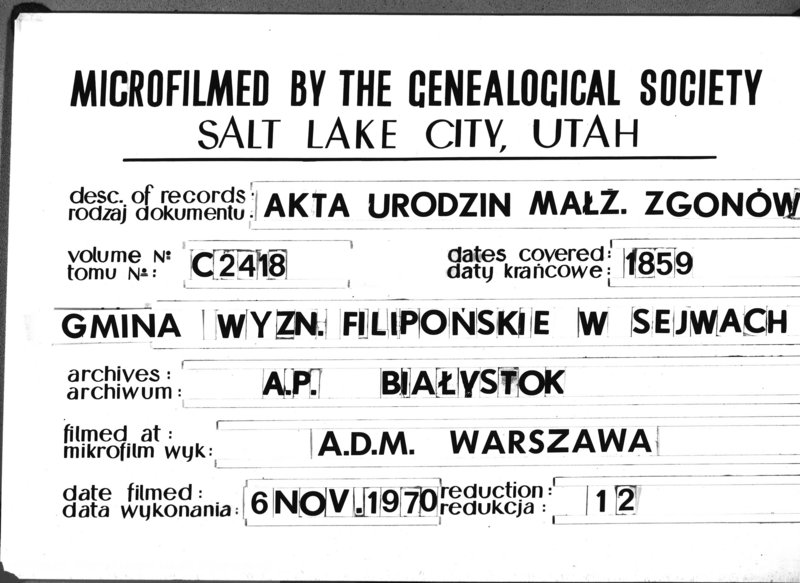 MICROFILMED BY THE GENEALOGICAL SOCIETY
SALT LAKE CITY, UTAH
desc. of records:
rodzaj dokumentu: AKTA URODZIN MAŁŻ. ZGONÓW
volume №
tomu №: C2418
dates covered:
daty krańcowe: 1859
GMINA WYZN. FILIPOŃSKIE W SEJWACH
archives:
archiwum: A.P. BIAŁYSTOK
filmed at:
mikrofilm wyk: A.D.M. WARSZAWA
date filmed:
data wykonania: 6 NOV. 1970
reduction:
redukcja: 12